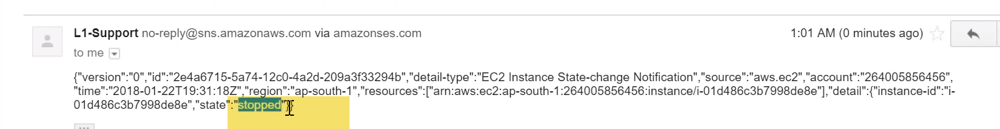 L1-Support no-reply@sns.amazonaws.com via amazonses.com 1:01 AM (0 minutes ago)
to me
{"version":"0","id":"2e4a6715-5a74-12c0-4a2d-209a3f33294b","detail-type":"EC2 Instance State-change Notification","source":"aws.ec2","account":"264005856456",
"time":"2018-01-22T19:31:18Z","region":"ap-south-1","resources":["arn:aws:ec2:ap-south-1:264005856456:instance/i-01d486c3b7998de8e"],"detail":{"instance-id":"i-
01d486c3b7998de8e","state":"stopped"}}